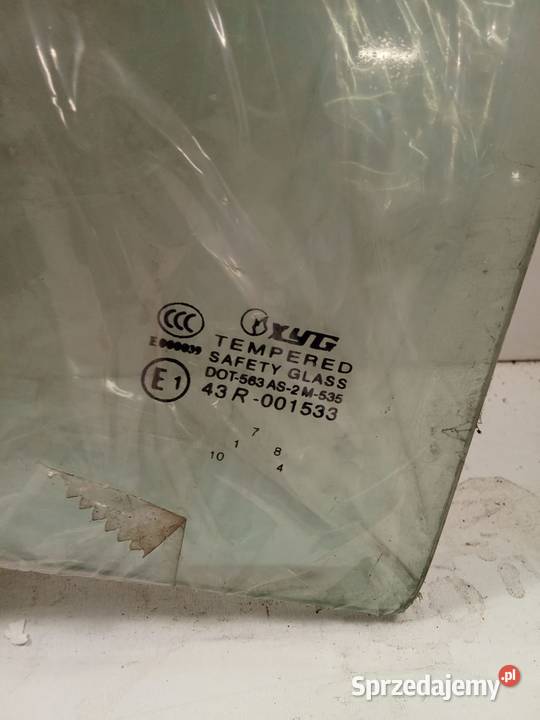 CCC XYG
E000039 TEMPERED
SAFETY GLASS
DOT-563 AS-2 M-535
E1 43 R-001533
7
1 8
10 4
Sprzedajemy.pl